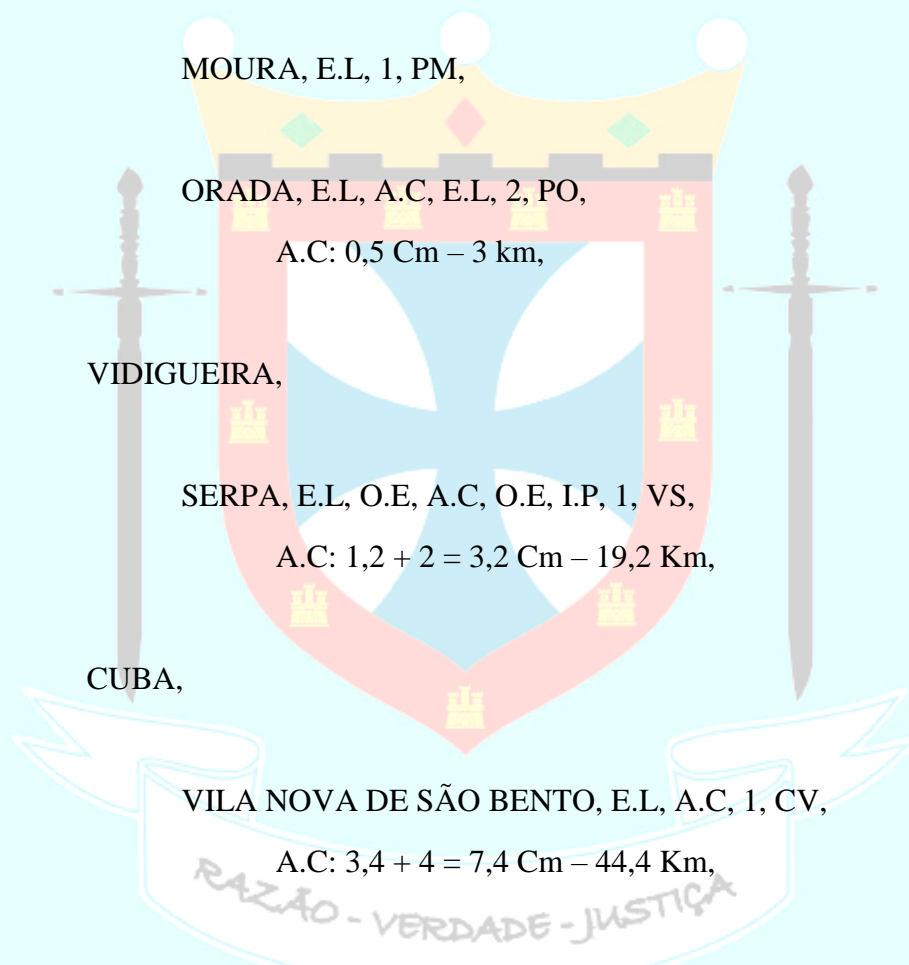 MOURA, E.L, 1, PM,
ORADA, E.L, A.C, E.L, 2, PO,
A.C: 0,5 Cm – 3 km,
VIDIGUEIRA,
SERPA, E.L, O.E, A.C, O.E, I.P, 1, VS,
A.C: 1,2 + 2 = 3,2 Cm – 19,2 Km,
CUBA,
VILA NOVA DE SÃO BENTO, E.L, A.C, 1, CV,
A.C: 3,4 + 4 = 7,4 Cm – 44,4 Km,
RAZÃO - VERDADE - JUSTIÇA